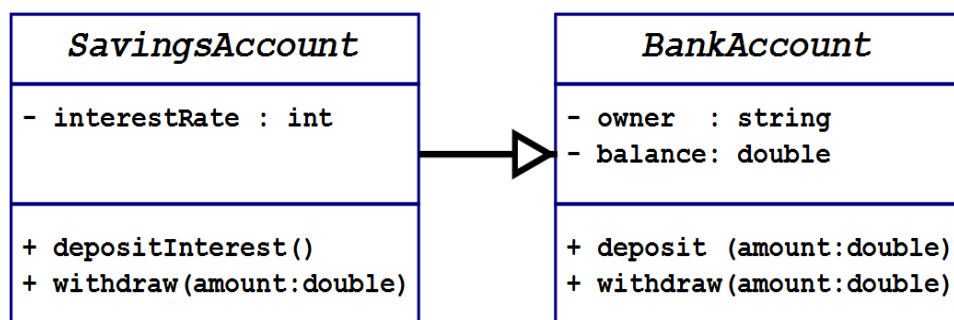 SavingsAccount
- interestRate : int
+ depositInterest()
+ withdraw(amount:double)
BankAccount
- owner  : string
- balance: double
+ deposit (amount:double)
+ withdraw(amount:double)